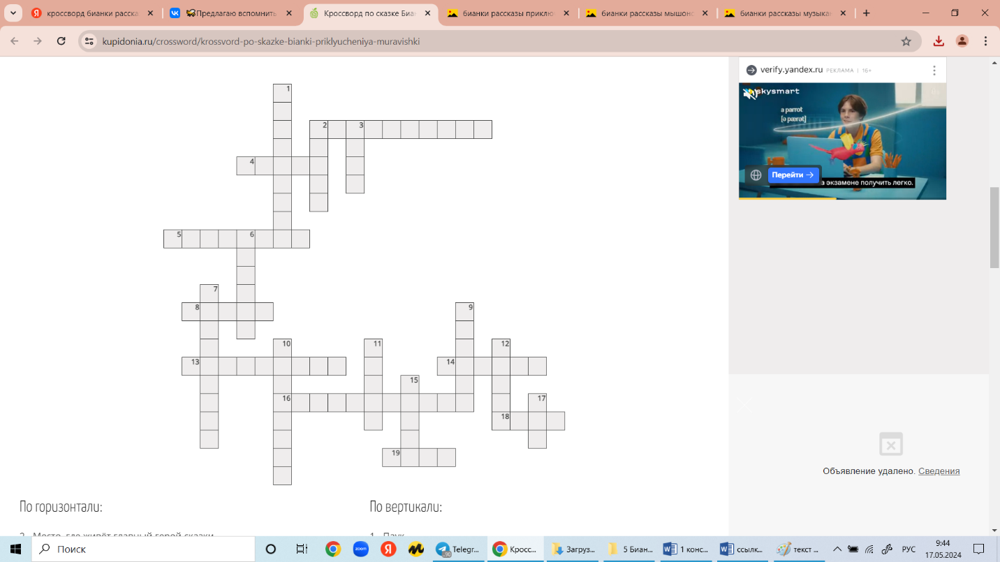 кроссворд бианки расска
Предлагаю вспомнить
Кроссворд по сказке Биан
бианки рассказы приклю
бианки рассказы мышон
бианки рассказы музыкан
kupidonia.ru/crossword/krossvord-po-skazke-bianki-priklyucheniya-muravishki
verify.yandex.ru РЕКЛАМА | 16+
skysmart
a parrot
[ə pærət]
Перейти →
а экзамене получить легко.
1
2 3
4
5 6
7
8 9
10 11 12
13 14
15
16 17
18
19
Объявление удалено. Сведения
По горизонтали:
По вертикали:
2. Место, где живёт главный герой сказки
1. Паук
Поиск
zoom
90
Telegr...
Кросс...
Загруз...
5 Биан...
1 конс...
ссылк...
текст ...
РУС
9:44
17.05.2024